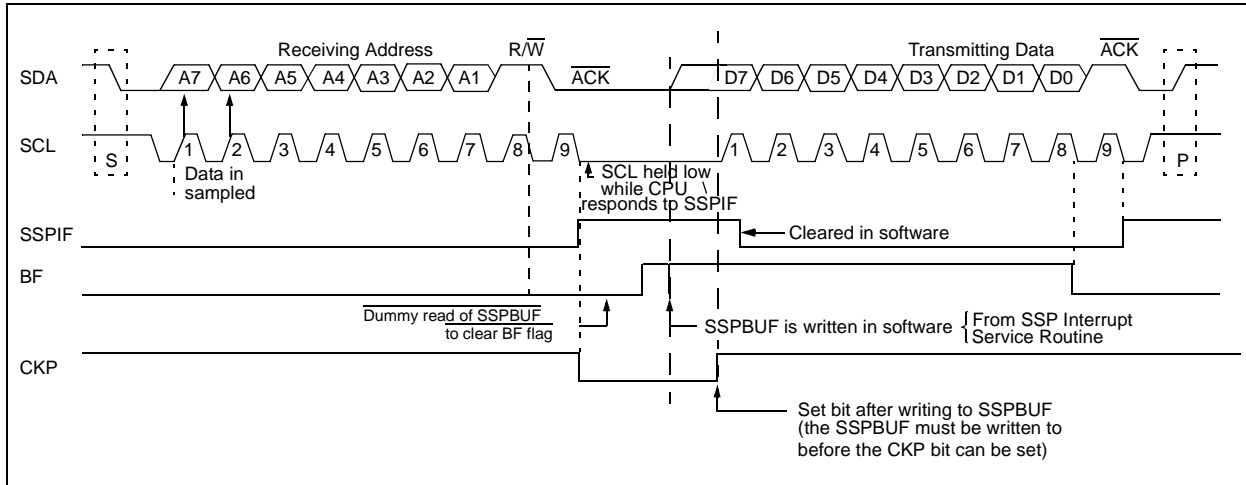 Receiving Address R/W Transmitting Data ACK
SDA A7 A6 A5 A4 A3 A2 A1 ACK D7 D6 D5 D4 D3 D2 D1 D0
SCL S 1 2 3 4 5 6 7 8 9 1 2 3 4 5 6 7 8 9 P
Data in
sampled
SCL held low
while CPU
responds to SSPIF
SSPIF
Cleared in software
BF
Dummy read of SSPBUF
to clear BF flag
SSPBUF is written in software { From SSP Interrupt
Service Routine
CKP
Set bit after writing to SSPBUF
(the SSPBUF must be written to
before the CKP bit can be set)